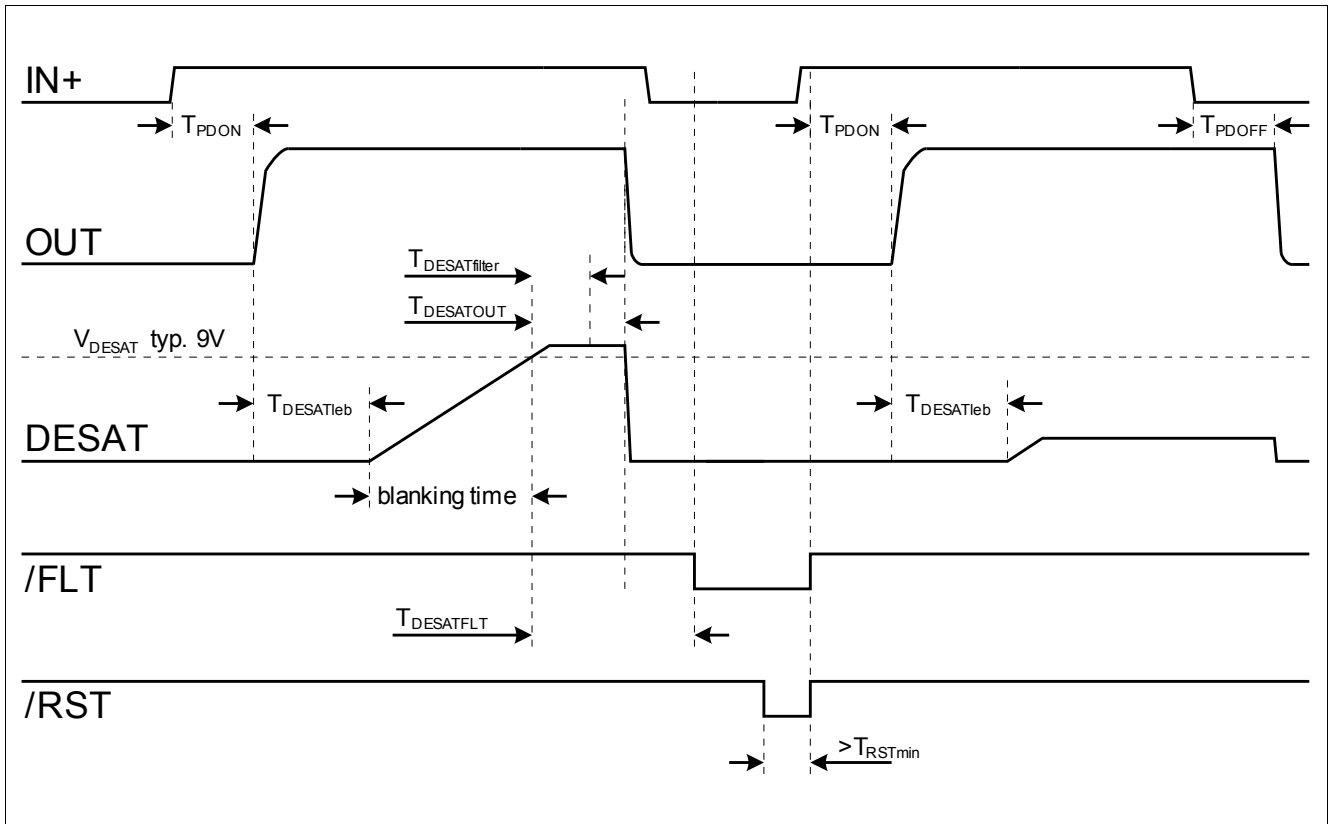 IN+
TPDON
TPDON
TPDOFF
OUT
TDESATfilter
TDESATOUT
VDESAT typ. 9V
TDESATleb
TDESATleb
DESAT
blanking time
/FLT
TDESATFLT
/RST
>TRSTmin